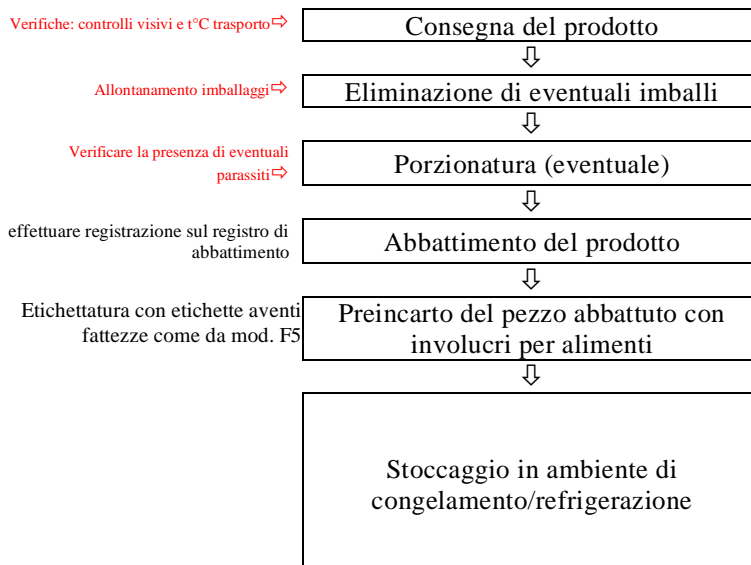 Verifiche: controlli visivi e t°C trasporto⇨
Consegna del prodotto
⇩
Allontanamento imballaggi⇨
Eliminazione di eventuali imballi
⇩
Verificare la presenza di eventuali
parassiti⇨
Porzionatura (eventuale)
⇩
effettuare registrazione sul registro di
abbattimento
Abbattimento del prodotto
⇩
Etichettatura con etichette aventi
fattezze come da mod. F5
Preincarto del pezzo abbattuto con
involucri per alimenti
⇩
Stoccaggio in ambiente di
congelamento/refrigerazione